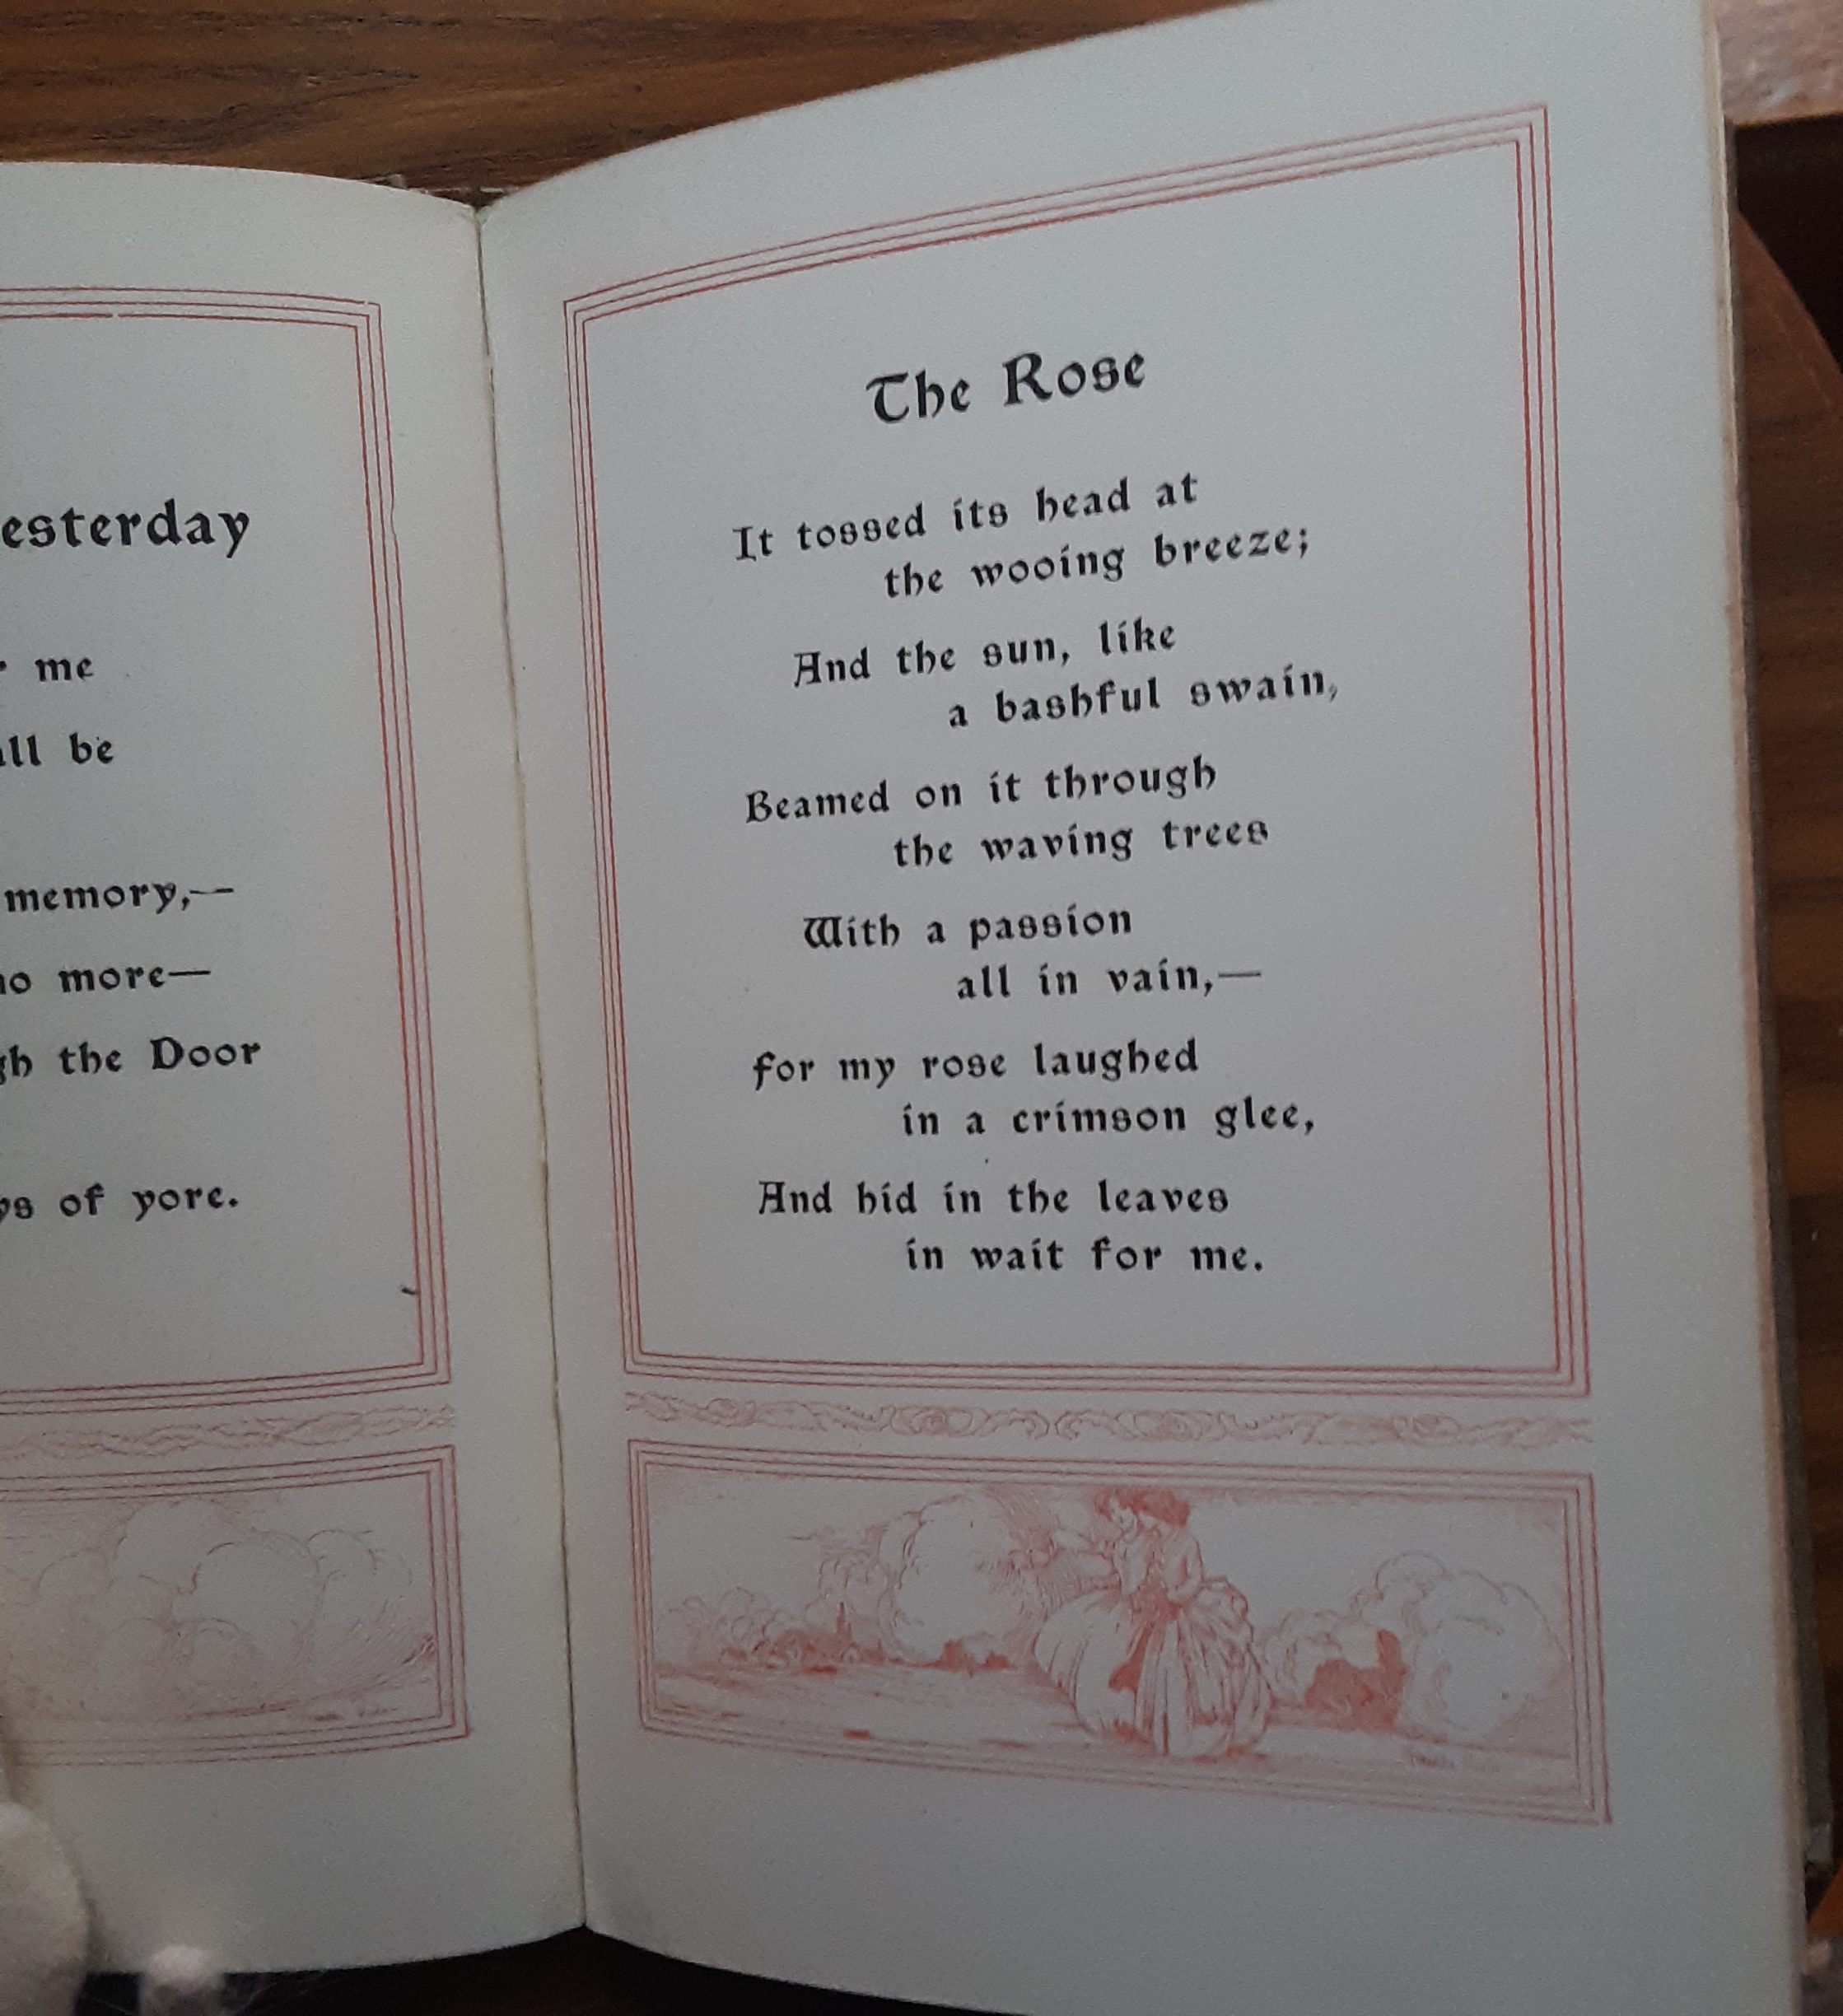 esterday
me
be
memory,—
more—
the Door
of yore.
The Rose
It tossed its head at
the wooing breeze;
And the sun, like
a bashful swain,
Beamed on it through
the waving trees
With a passion
all in vain,—
for my rose laughed
in a crimson glee,
And hid in the leaves
in wait for me.